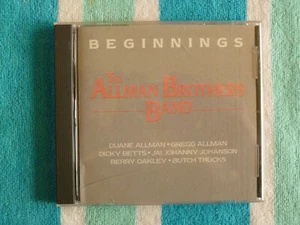 BEGINNINGS
THE
ALLMAN BROTHERS
BAND
DUANE ALLMAN • GREGG ALLMAN
DICKY BETTS • JAI JOHANNY JOHANSON
BERRY OAKLEY • BUTCH TRUCKS